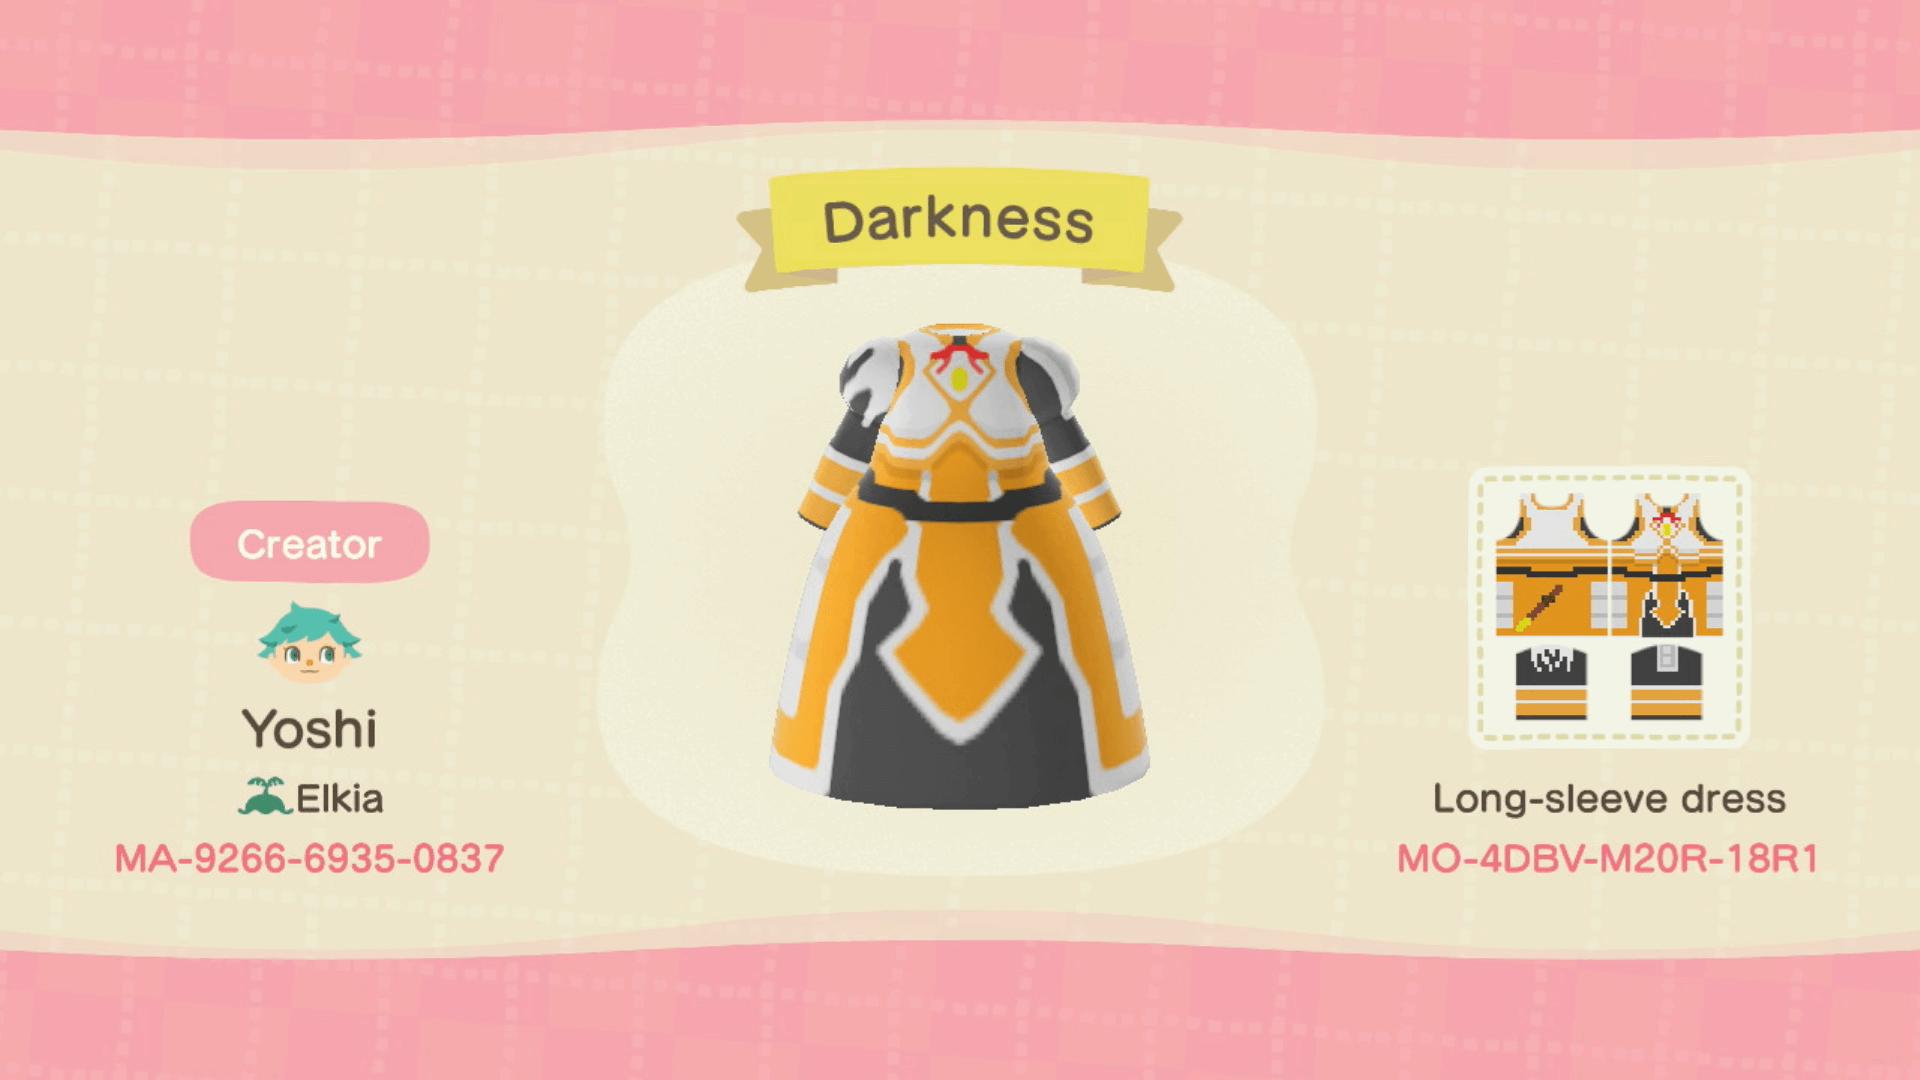 Darkness
Creator
Yoshi
Elkia
MA-9266-6935-0837
Long-sleeve dress
MO-4DBV-M20R-18R1